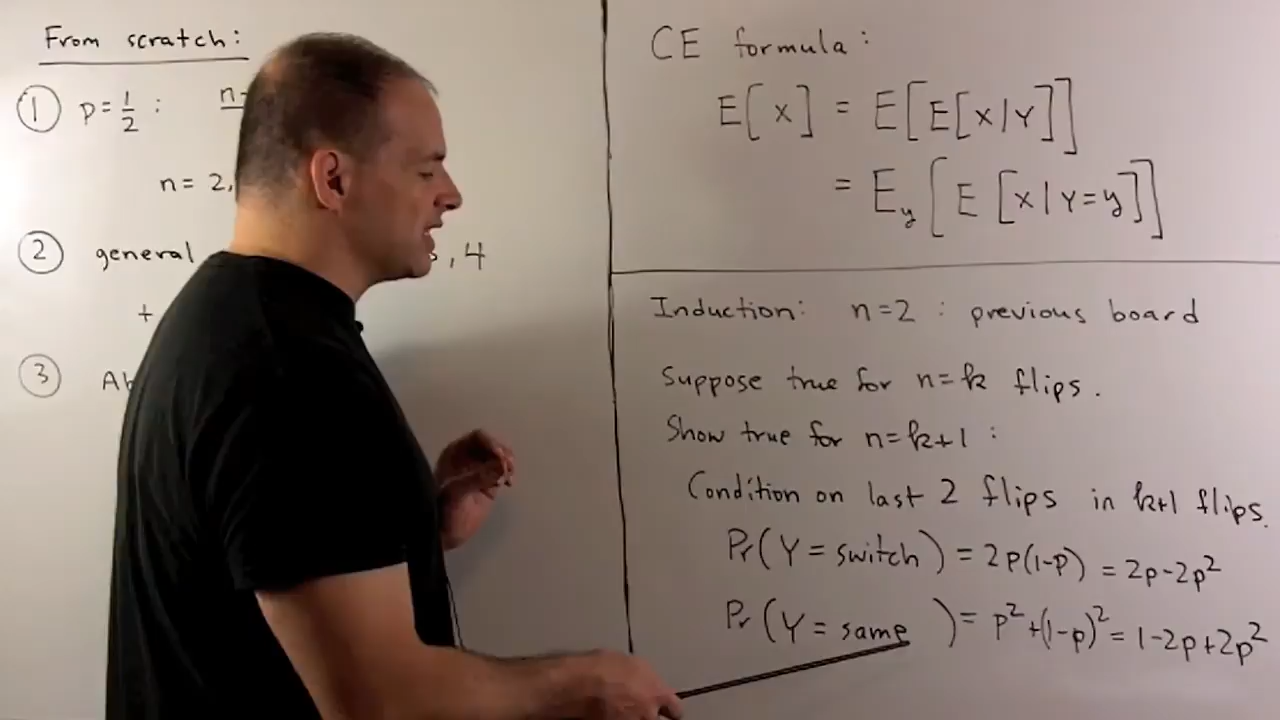 From scratch:
① p=1/2 : n-
n= 2,
② general , 4
+
③ Ab
CE formula:
E[X] = E[E[X|Y]]
= E_y[E[X|Y=y]]
Induction: n=2 : previous board
Suppose true for n=k flips.
Show true for n=k+1 :
Condition on last 2 flips in k+1 flips.
Pr(Y = switch) = 2p(1-p) = 2p-2p²
Pr(Y = same) = p²+(1-p)² = 1-2p+2p²